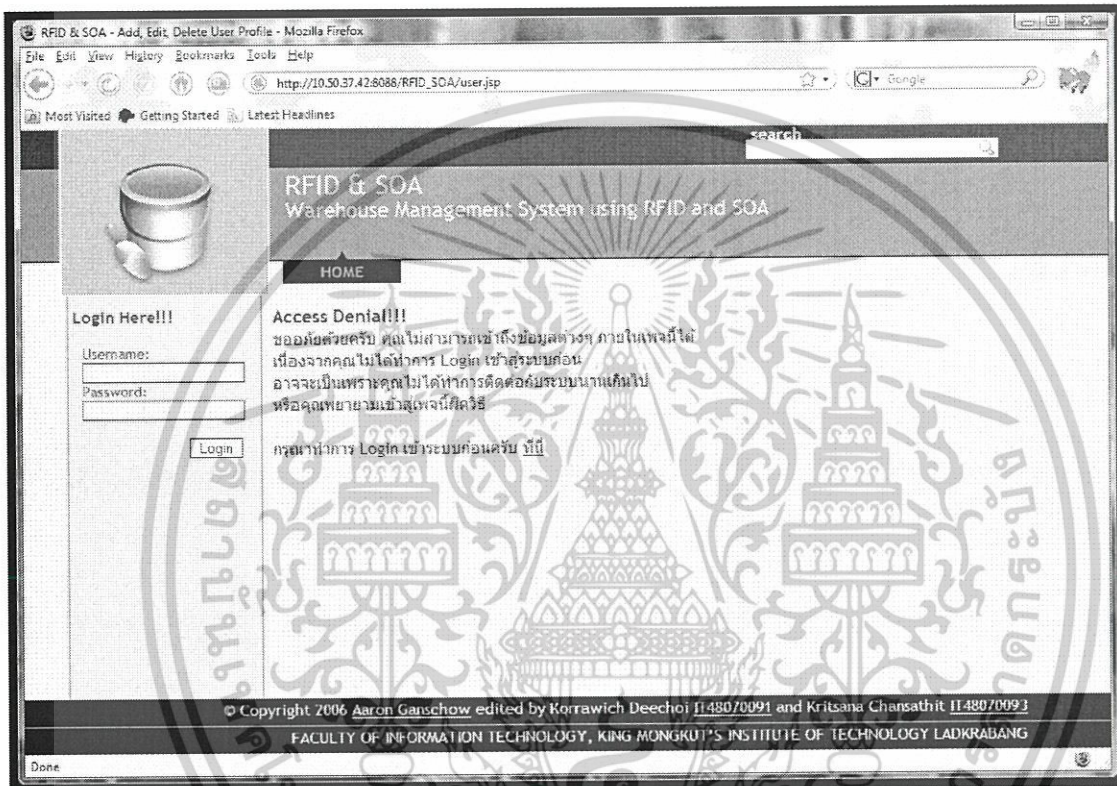 RFID & SOA - Add, Edit, Delete User Profile - Mozilla Firefox
File Edit View History Bookmarks Tools Help
http://10.50.37.42:8088/RFID_SOA/user.jsp
Google
Most Visited Getting Started Latest Headlines
search
RFID & SOA
Warehouse Management System using RFID and SOA
HOME
Login Here!!!
Username:
Password:
Login
Access Denial!!!
ขออภัยด้วยครับ คุณไม่สามารถเข้าถึงข้อมูลต่างๆ ภายในเพจนี้ได้
เนื่องจากคุณไม่ได้ทำการ Login เข้าสู่ระบบก่อน
อาจจะเป็นเพราะคุณไม่ได้ทำการติดต่อกับระบบนานเกินไป
หรือคุณพยายามเข้าสู่เพจนี้ผิดวิธี
กรุณาทำการ Login เข้าระบบก่อนครับ ที่นี่
© Copyright 2006 Aaron Ganschow edited by Korrawich Deechoi IT48070091 and Kritsana Chansathit IT48070093
FACULTY OF INFORMATION TECHNOLOGY, KING MONGKUT'S INSTITUTE OF TECHNOLOGY LADKRABANG
Done